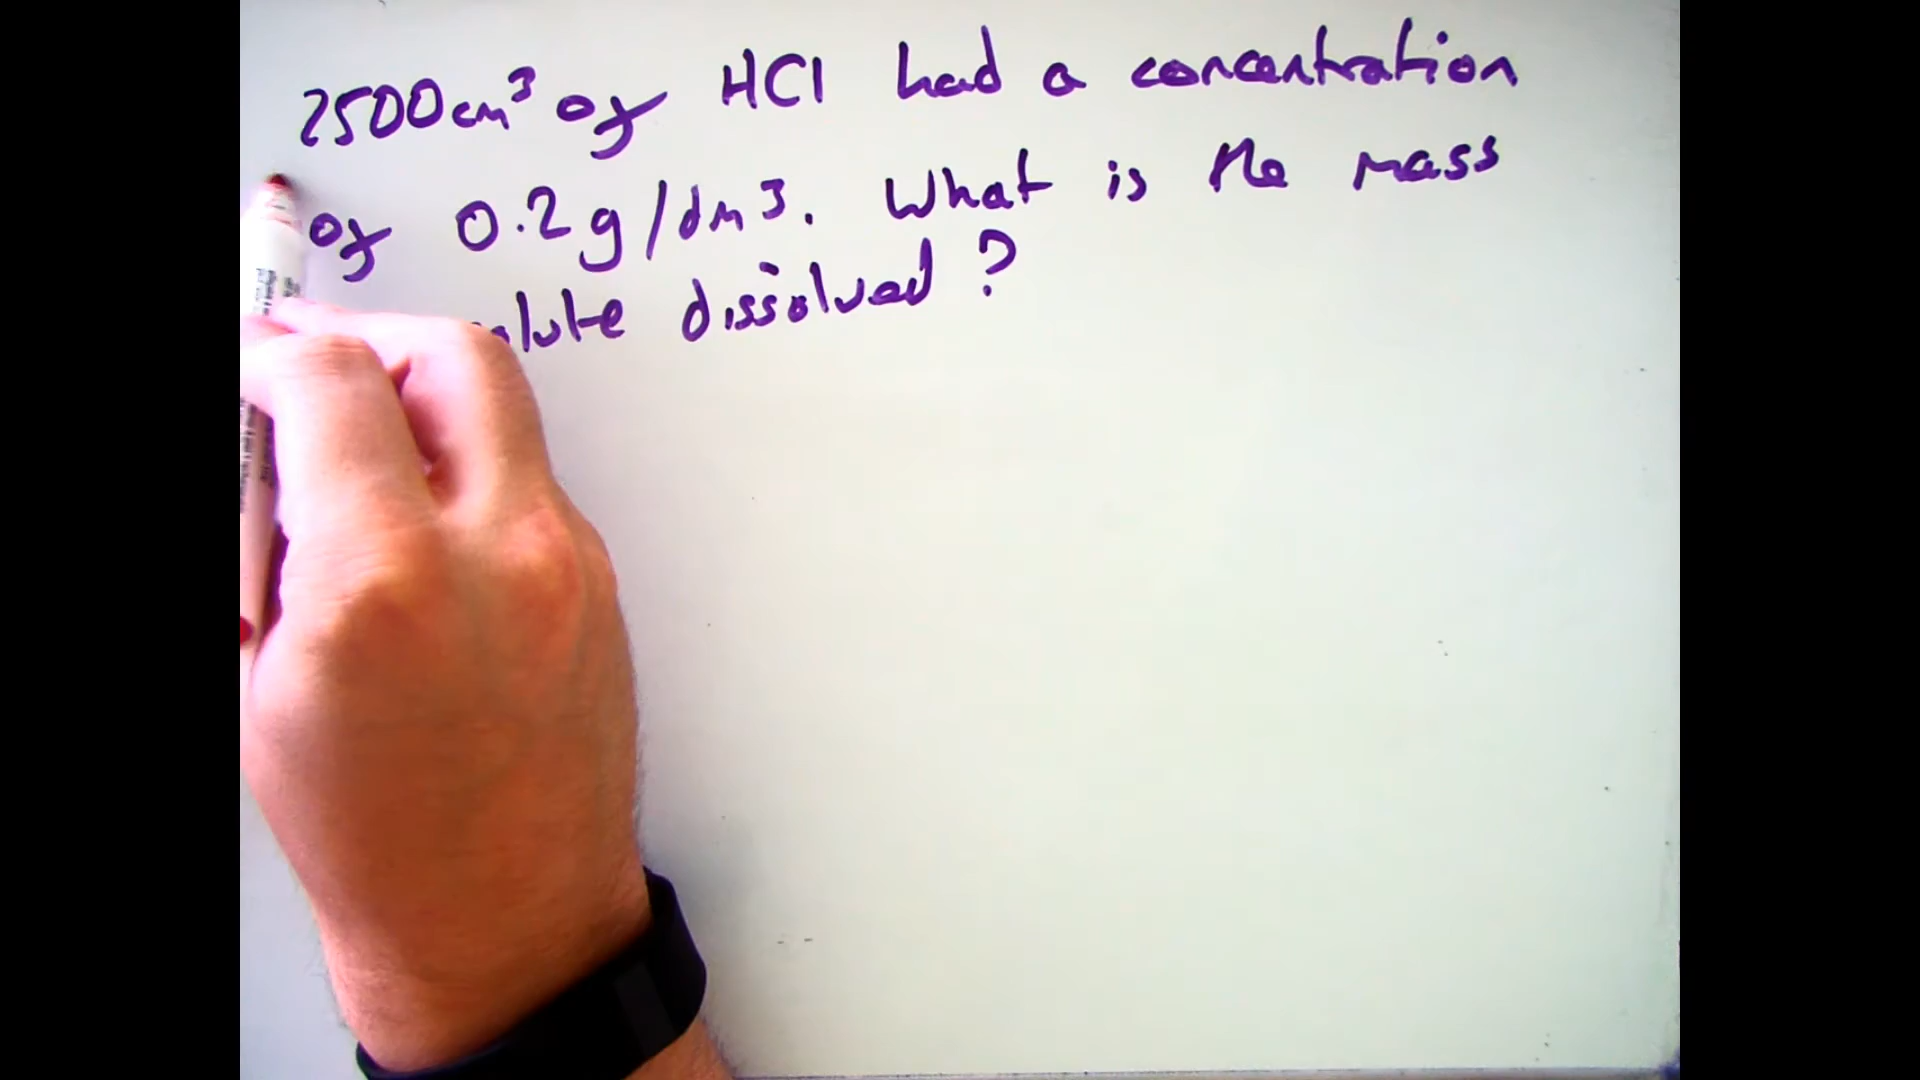 2500cm³ of HCl had a concentration
of 0.2g/dm³. What is the mass
dissolved?